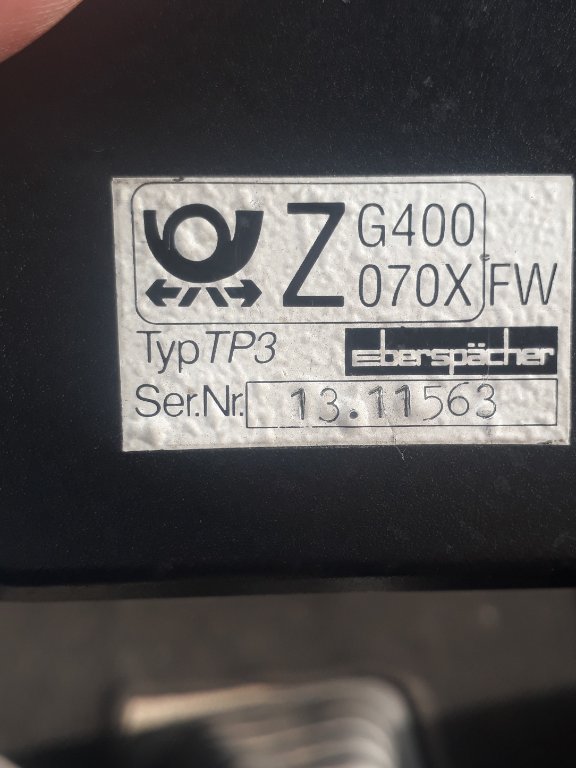 Z G400
070X FW
Typ TP3 Eberspächer
Ser.Nr. 13.11563